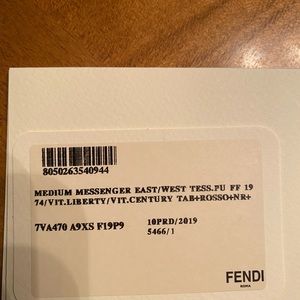 8050263540944
MEDIUM MESSENGER EAST/WEST TESS.PU FF 19
74/VIT.LIBERTY/VIT.CENTURY TAB+ROSSO+NR+
7VA470 A9XS F19P9
10PRD/2019
5466/1
FENDI
ROMA